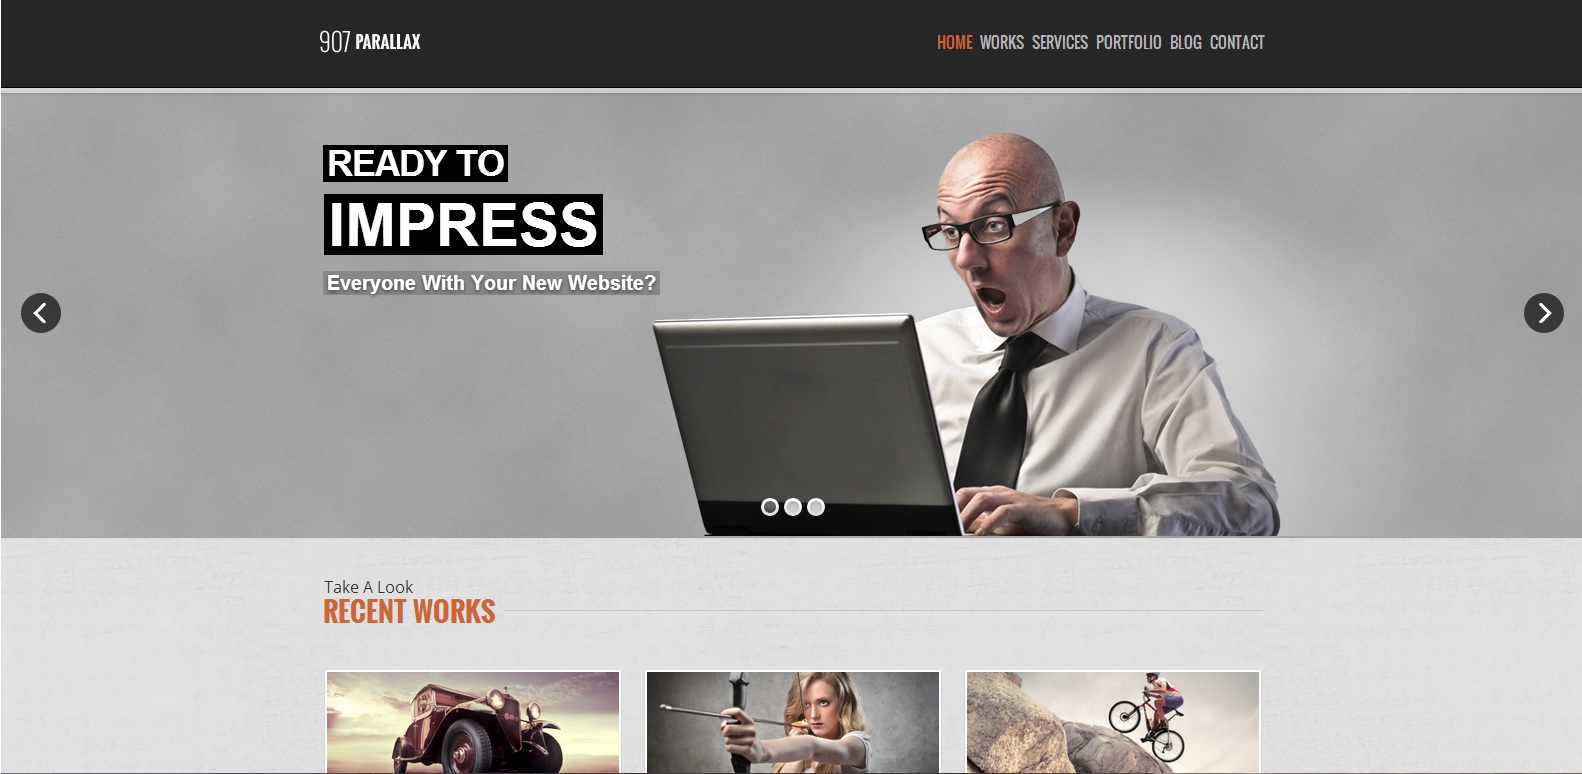 907 PARALLAX
HOME WORKS SERVICES PORTFOLIO BLOG CONTACT
READY TO
IMPRESS
Everyone With Your New Website?
Take A Look
RECENT WORKS